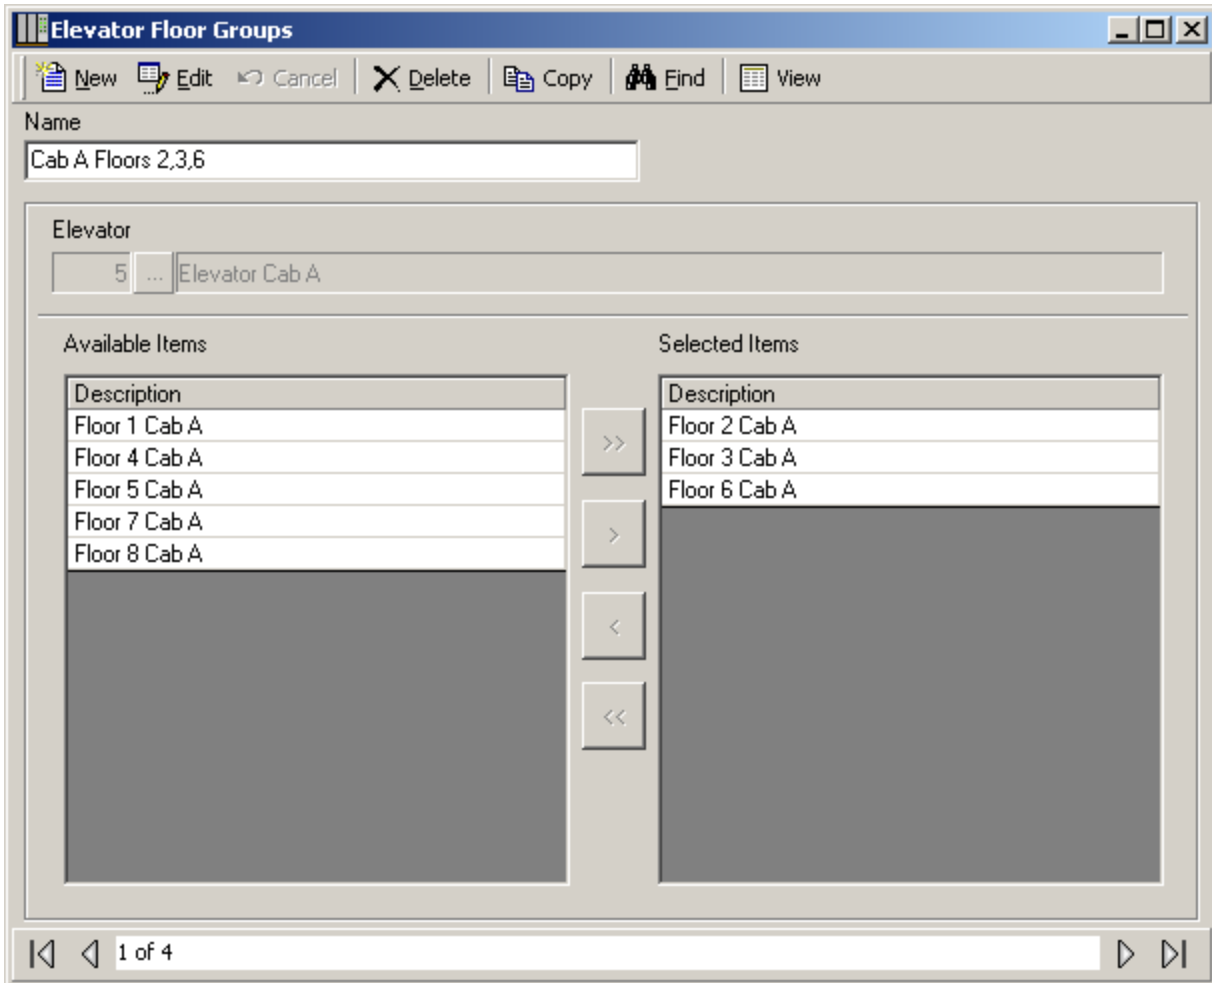 Elevator Floor Groups
New Edit Cancel Delete Copy Find View
Name
Cab A Floors 2,3,6
Elevator
5 ... Elevator Cab A
Available Items Selected Items
Description Description
Floor 1 Cab A Floor 2 Cab A
Floor 4 Cab A >> Floor 3 Cab A
Floor 5 Cab A Floor 6 Cab A
Floor 7 Cab A >
Floor 8 Cab A
<
<<
1 of 4